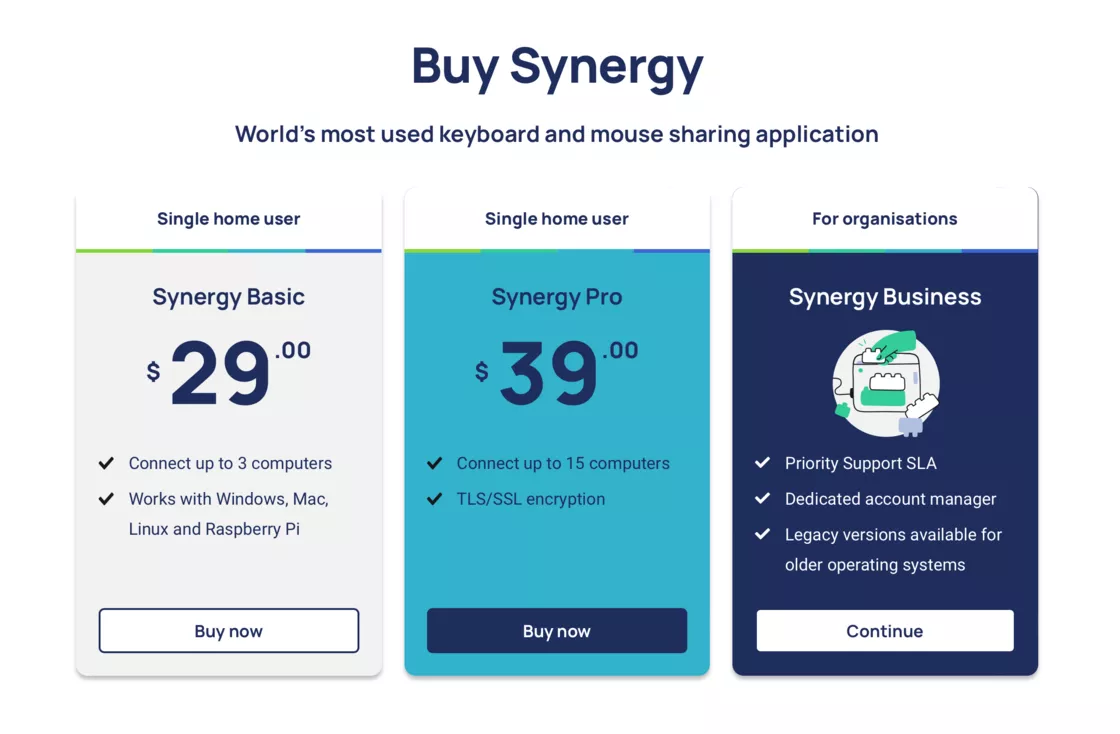 Buy Synergy
World's most used keyboard and mouse sharing application
Single home user
Synergy Basic
$ 29.00
Connect up to 3 computers
Works with Windows, Mac,
Linux and Raspberry Pi
Buy now
Single home user
Synergy Pro
$ 39.00
Connect up to 15 computers
TLS/SSL encryption
Buy now
For organisations
Synergy Business
Priority Support SLA
Dedicated account manager
Legacy versions available for
older operating systems
Continue